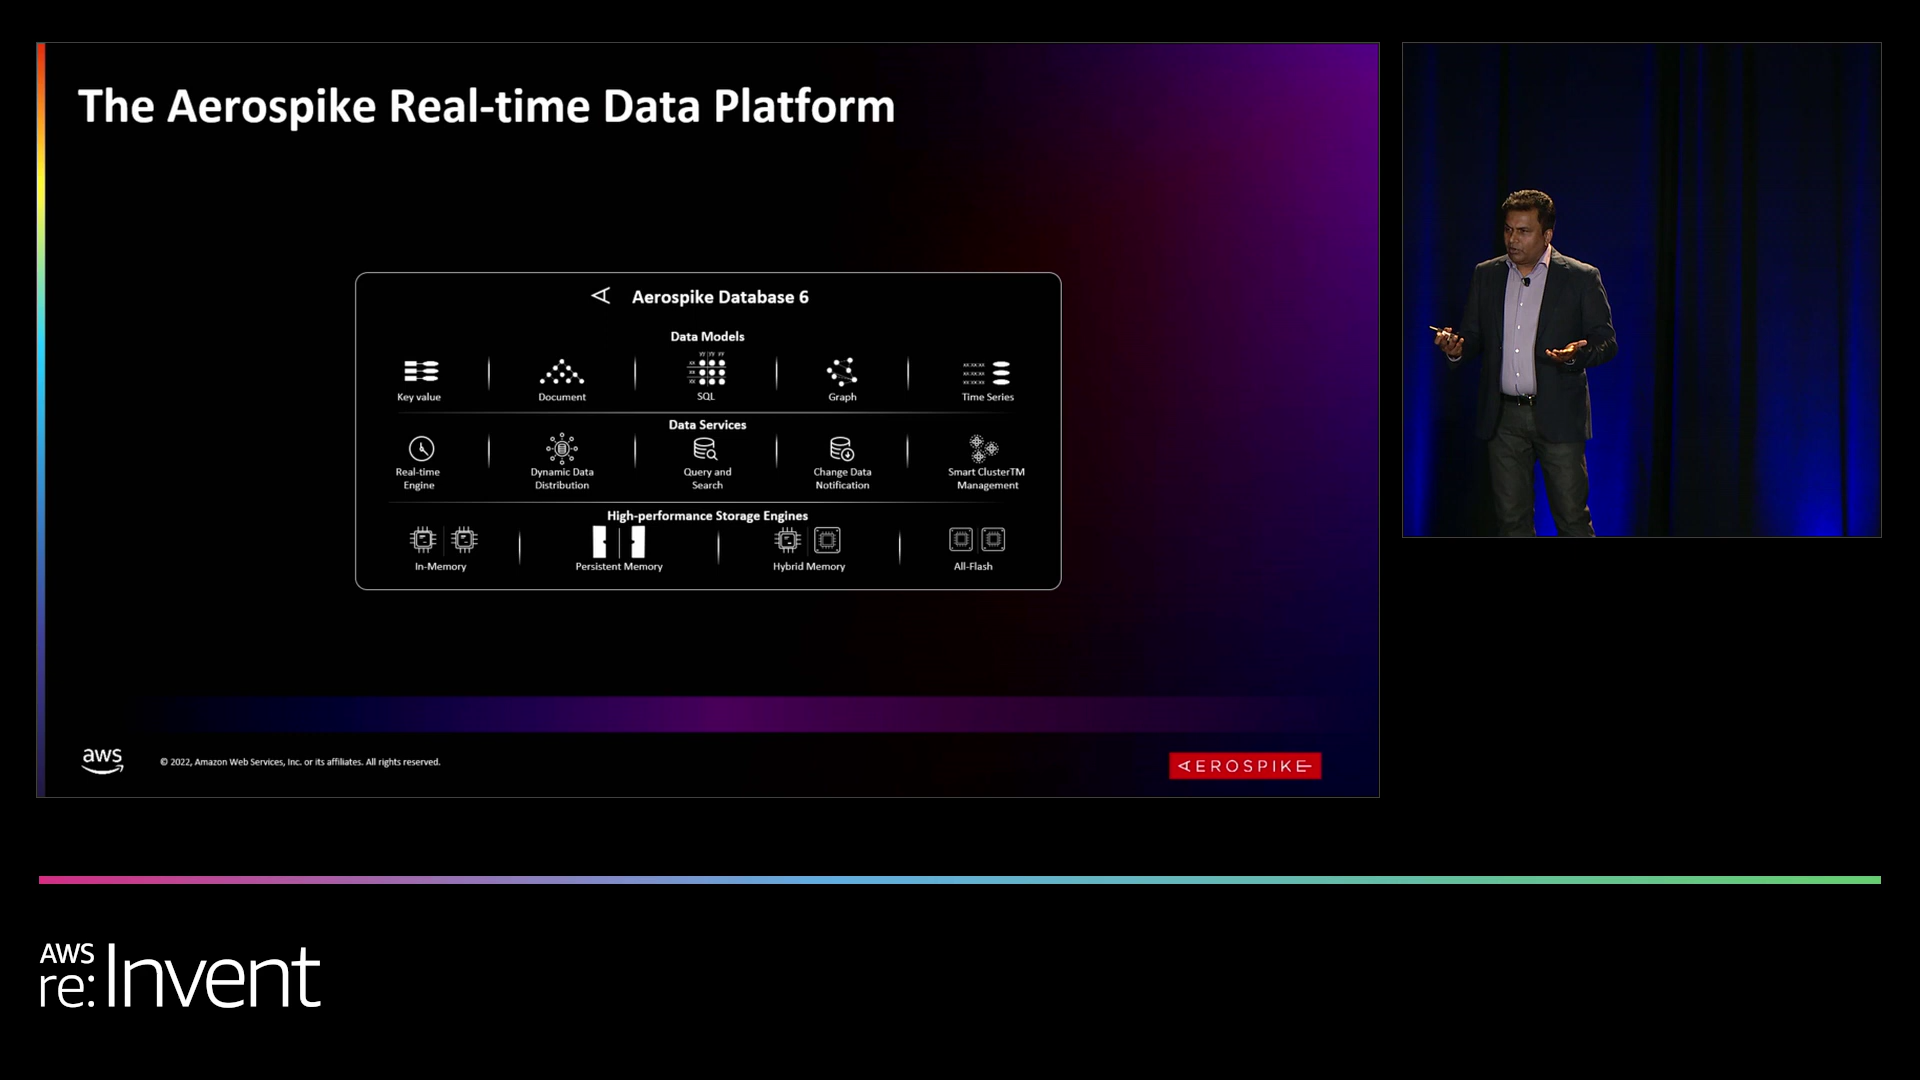 The Aerospike Real-time Data Platform
Aerospike Database 6
Data Models
Key value
Document
SQL
Graph
Time Series
Data Services
Real-time
Engine
Dynamic Data
Distribution
Query and
Search
Change Data
Notification
Smart ClusterTM
Management
High-performance Storage Engines
In-Memory
Persistent Memory
Hybrid Memory
All-Flash
aws
© 2022, Amazon Web Services, Inc. or its affiliates. All rights reserved.
AEROSPIKE
AWS
re:Invent